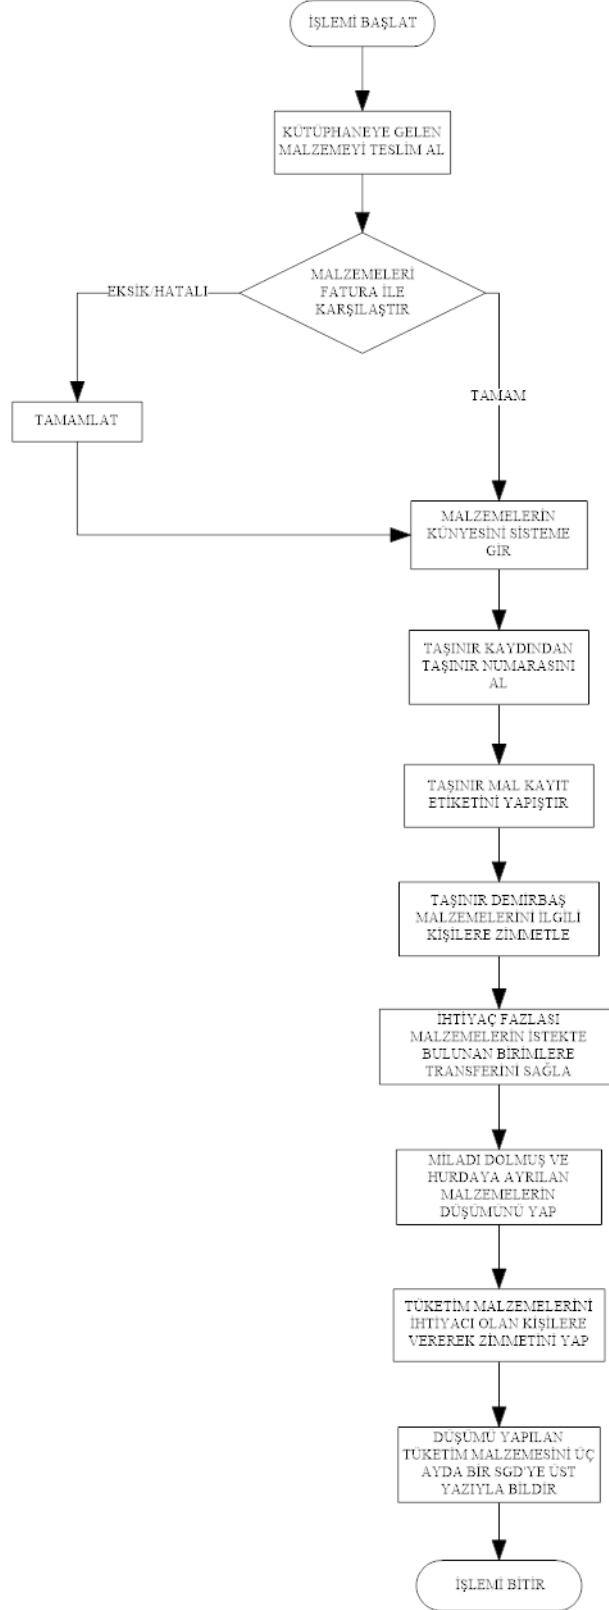 İŞLEMİ BAŞLAT
KÜTÜPHANEYE GELEN
MALZEMEYİ TESLİM AL
MALZEMELERİ
FATURA İLE
KARŞILAŞTIR
EKSİK/HATALI
TAMAM
TAMAMLAT
MALZEMELERİN
KÜNYESİNİ SİSTEME
GİR
TAŞINIR KAYDINDAN
TAŞINIR NUMARASINI
AL
TAŞINIR MAL KAYIT
ETİKETİNİ YAPIŞTIR
TAŞINIR DEMİRBAŞ
MALZEMELERİNİ İLGİLİ
KİŞİLERE ZİMMETLE
İHTİYAÇ FAZLASI
MALZEMELERİN İSTEKTE
BULUNAN BİRİMLERE
TRANSFERİNİ SAĞLA
MİLADI DOLMUŞ VE
HURDAYA AYRILAN
MALZEMELERİN
DÜŞÜMÜNÜ YAP
TÜKETİM MALZEMELERİNİ
İHTİYACI OLAN KİŞİLERE
VEREREK ZİMMETİNİ YAP
DÜŞÜMÜ YAPILAN
TÜKETİM MALZEMESİNİ ÜÇ
AYDA BİR SGD'YE ÜST
YAZIYLA BİLDİR
İŞLEMİ BİTİR